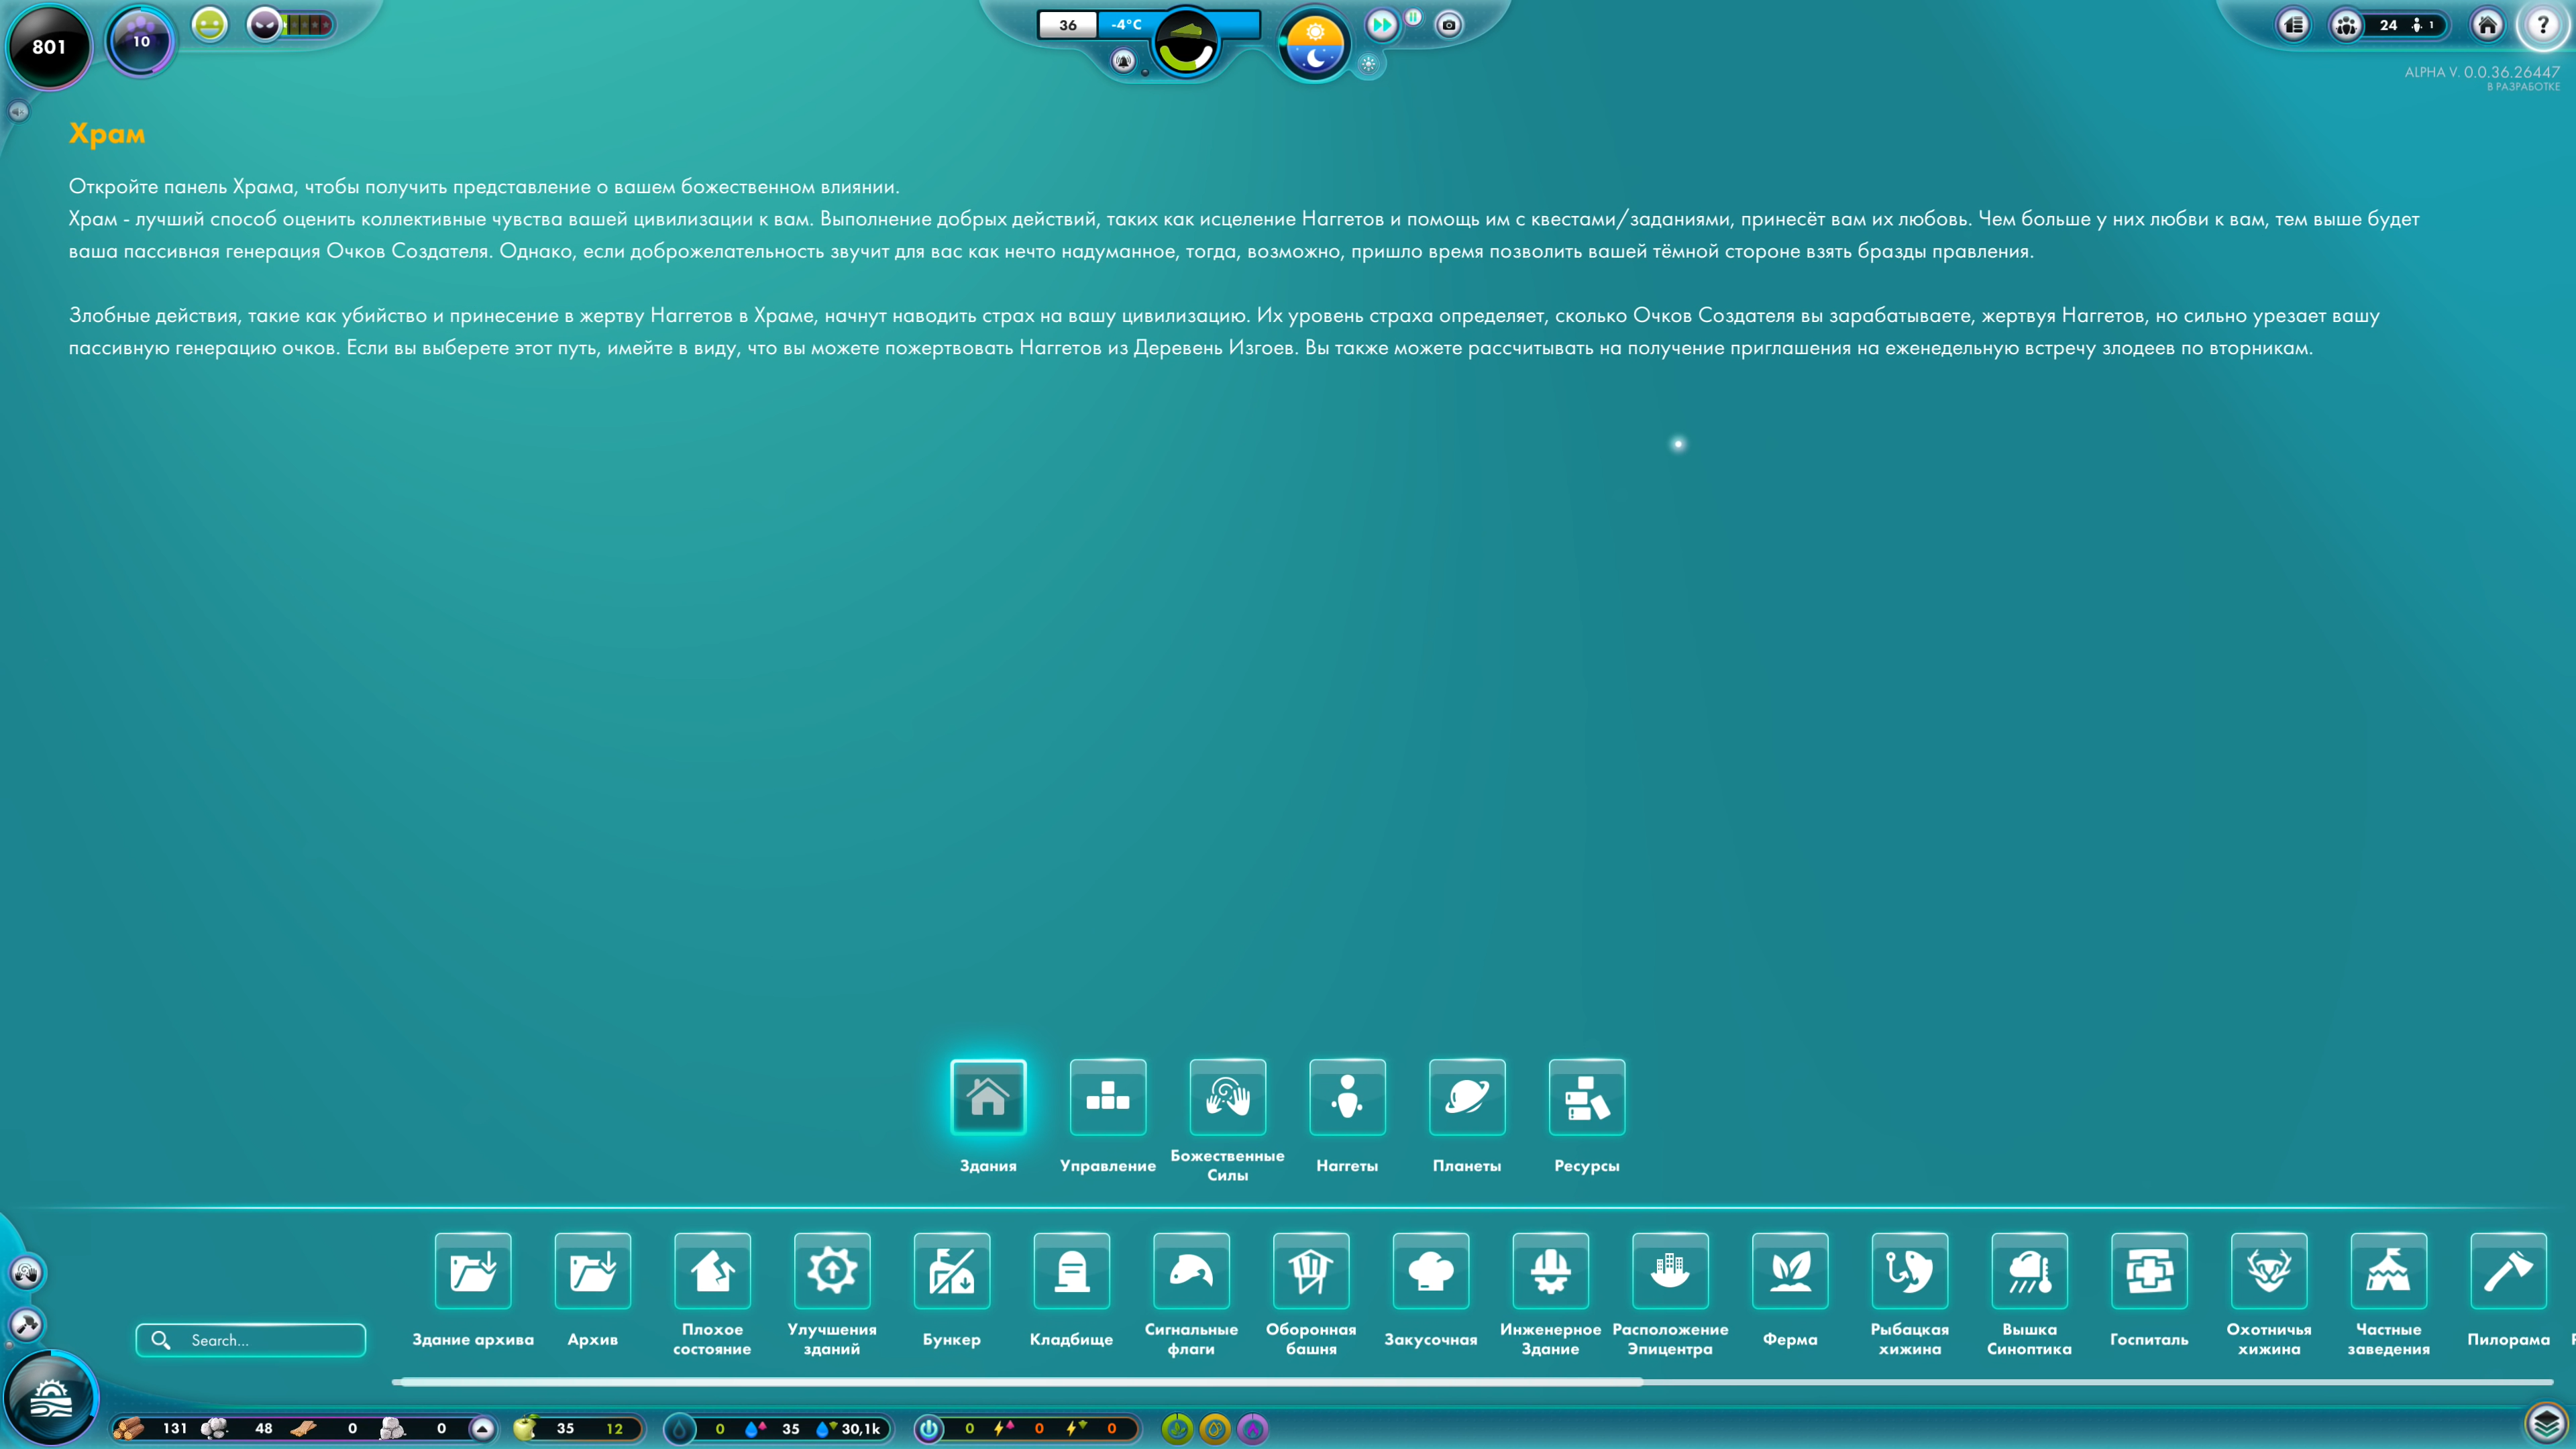 801
10
36
-4°C
24
1
ALPHA V. 0.0.36.26447
В РАЗРАБОТКЕ
Храм
Откройте панель Храма, чтобы получить представление о вашем божественном влиянии.
Храм - лучший способ оценить коллективные чувства вашей цивилизации к вам. Выполнение добрых действий, таких как исцеление Наггетов и помощь им с квестами/заданиями, принесёт вам их любовь. Чем больше у них любви к вам, тем выше будет
ваша пассивная генерация Очков Создателя. Однако, если доброжелательность звучит для вас как нечто надуманное, тогда, возможно, пришло время позволить вашей тёмной стороне взять бразды правления.
Злобные действия, такие как убийство и принесение в жертву Наггетов в Храме, начнут наводить страх на вашу цивилизацию. Их уровень страха определяет, сколько Очков Создателя вы зарабатываете, жертвуя Наггетов, но сильно урезает вашу
пассивную генерацию очков. Если вы выберете этот путь, имейте в виду, что вы можете пожертвовать Наггетов из Деревень Изгоев. Вы также можете рассчитывать на получение приглашения на еженедельную встречу злодеев по вторникам.
Здания
Управление
Божественные
Силы
Наггеты
Планеты
Ресурсы
Search...
Здание архива
Архив
Плохое
состояние
Улучшения
зданий
Бункер
Кладбище
Сигнальные
флаги
Оборонная
башня
Закусочная
Инженерное
Здание
Расположение
Эпицентра
Ферма
Рыбацкая
хижина
Вышка
Синоптика
Госпиталь
Охотничья
хижина
Частные
заведения
Пилорама
131
48
0
0
35
12
0
35
30,1k
0
0
0